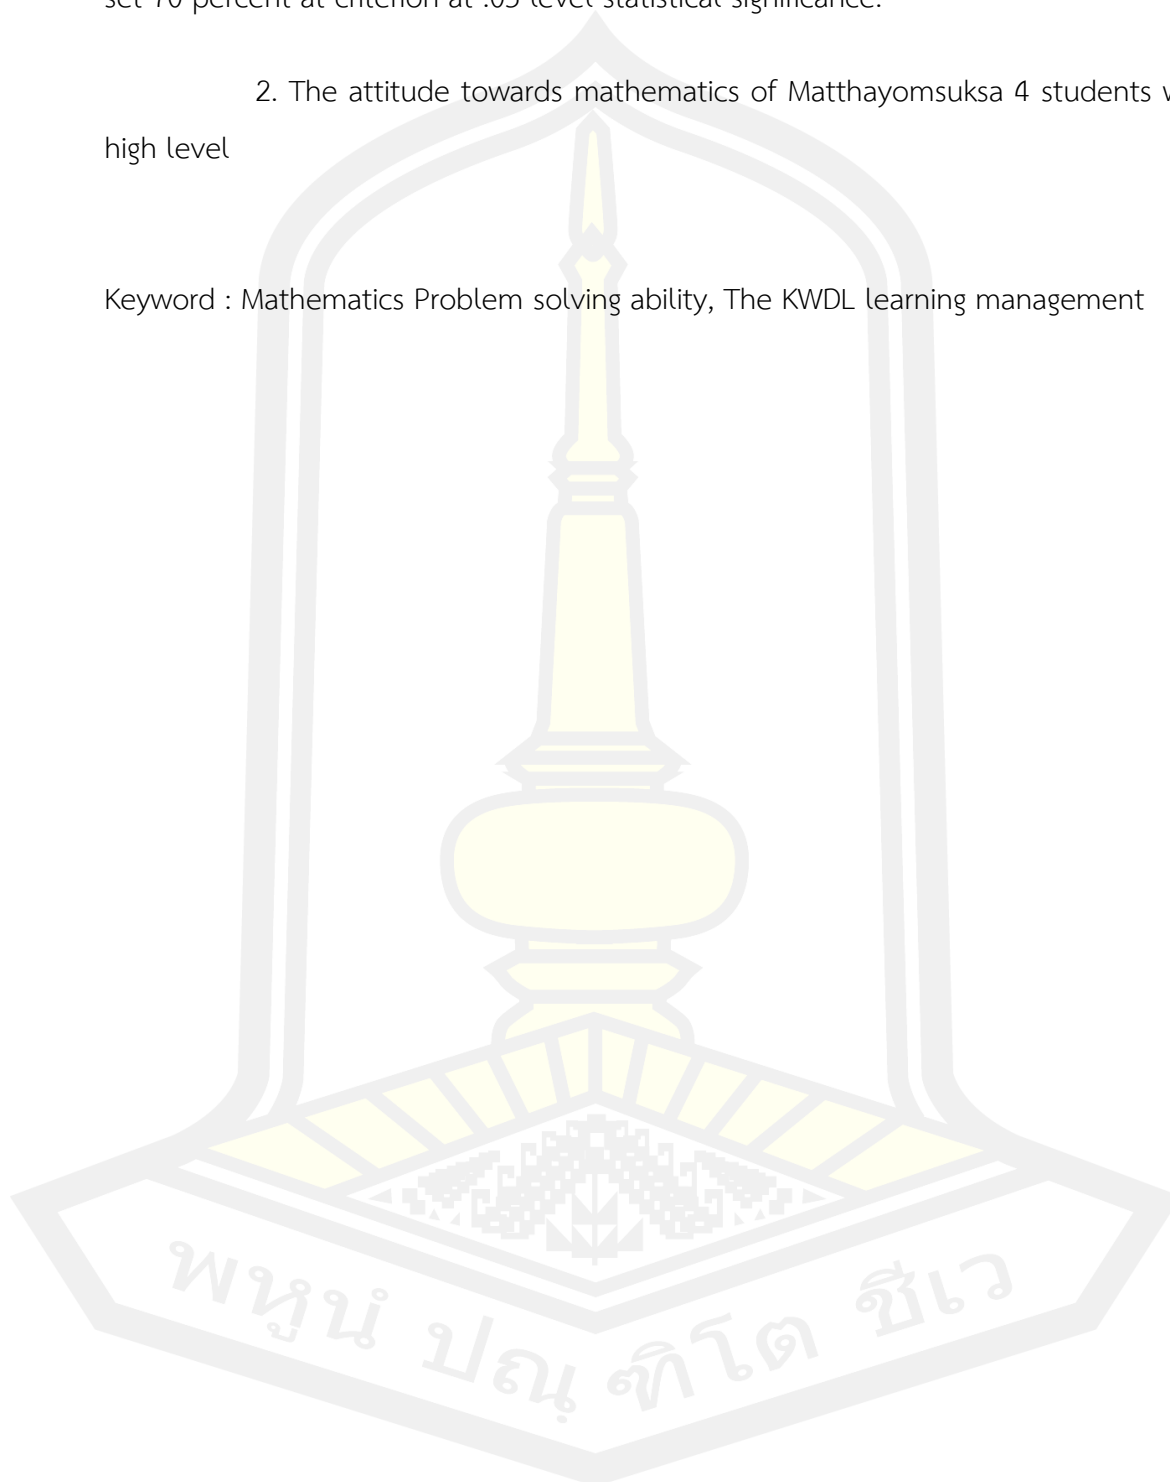 set 70 percent at criterion at .05 level statistical significance.
2. The attitude towards mathematics of Matthayomsuksa 4 students
high level
Keyword : Mathematics Problem solving ability, The KWDL learning management
พหูนํ ปณฺฑิโต ชีเว